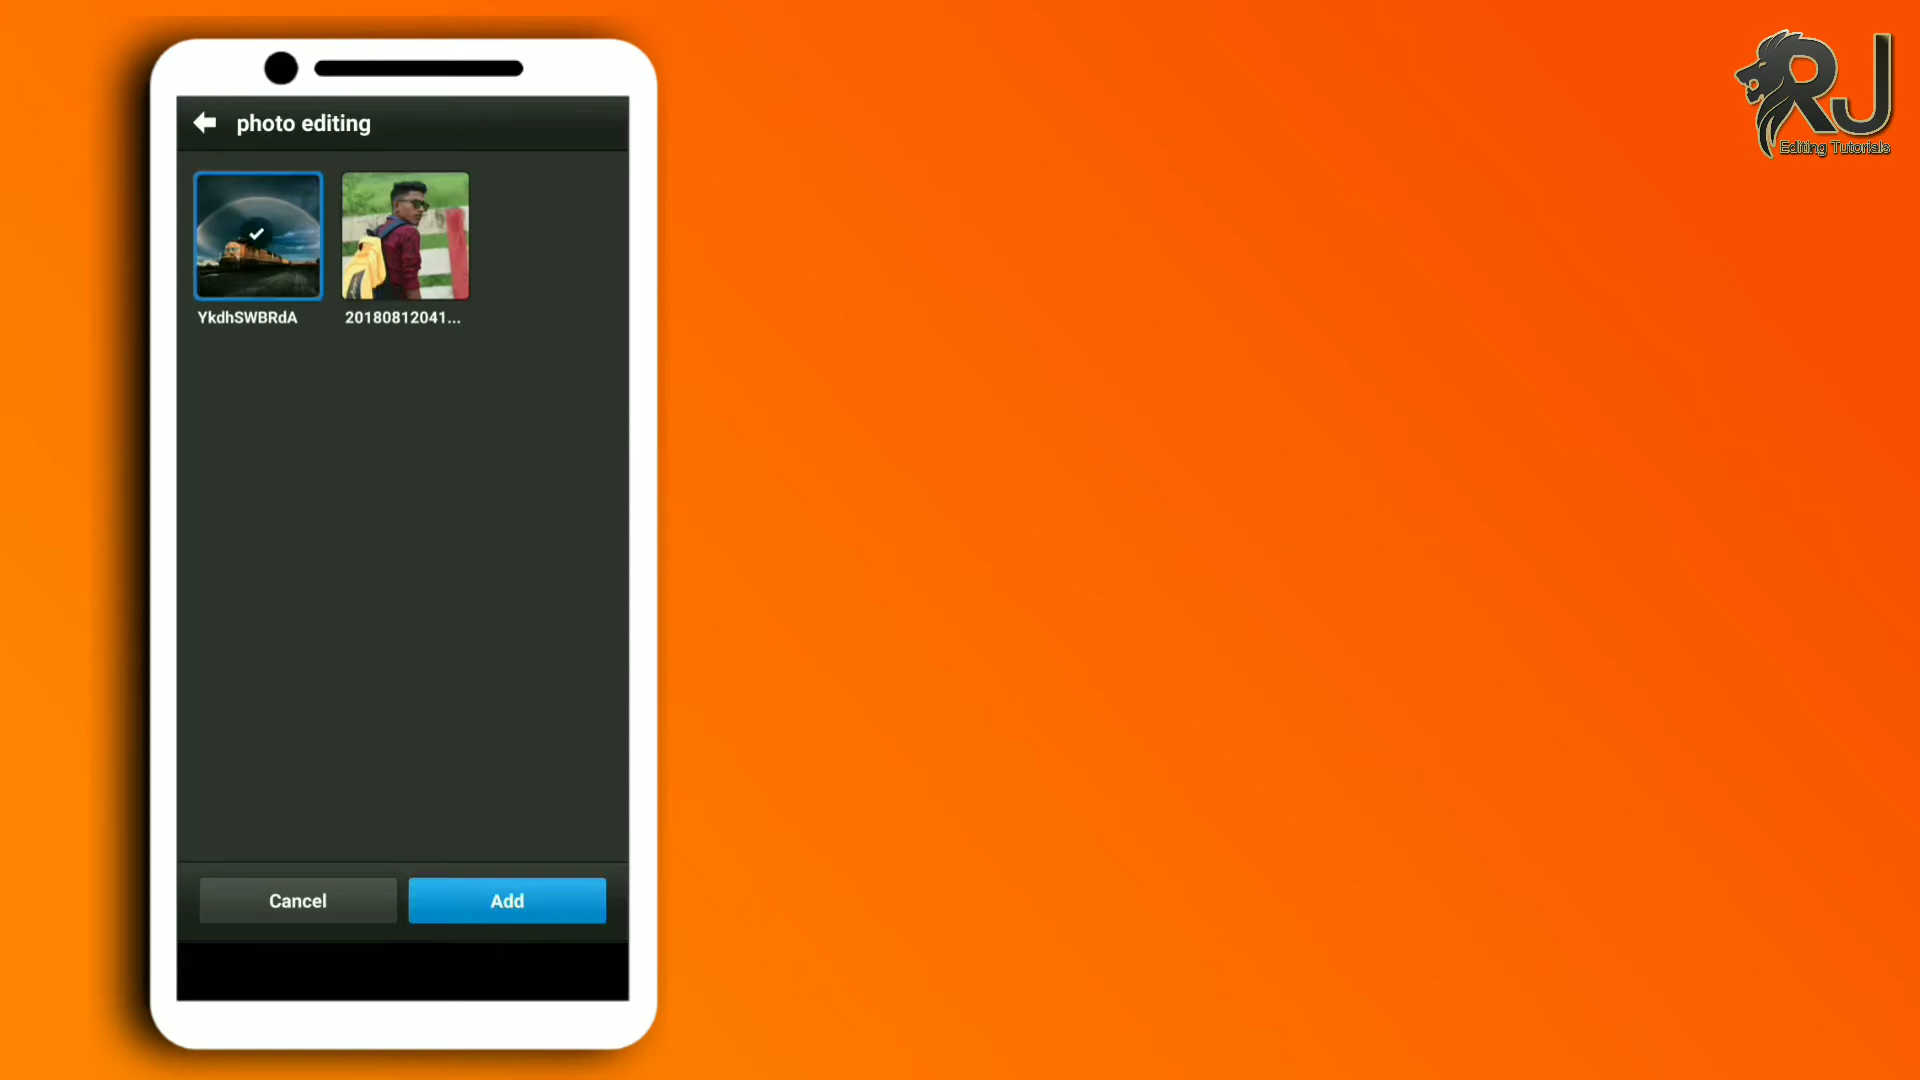 photo editing
YkdhSWBRdA
20180812041...
Cancel
Add
RJ
Editing Tutorials